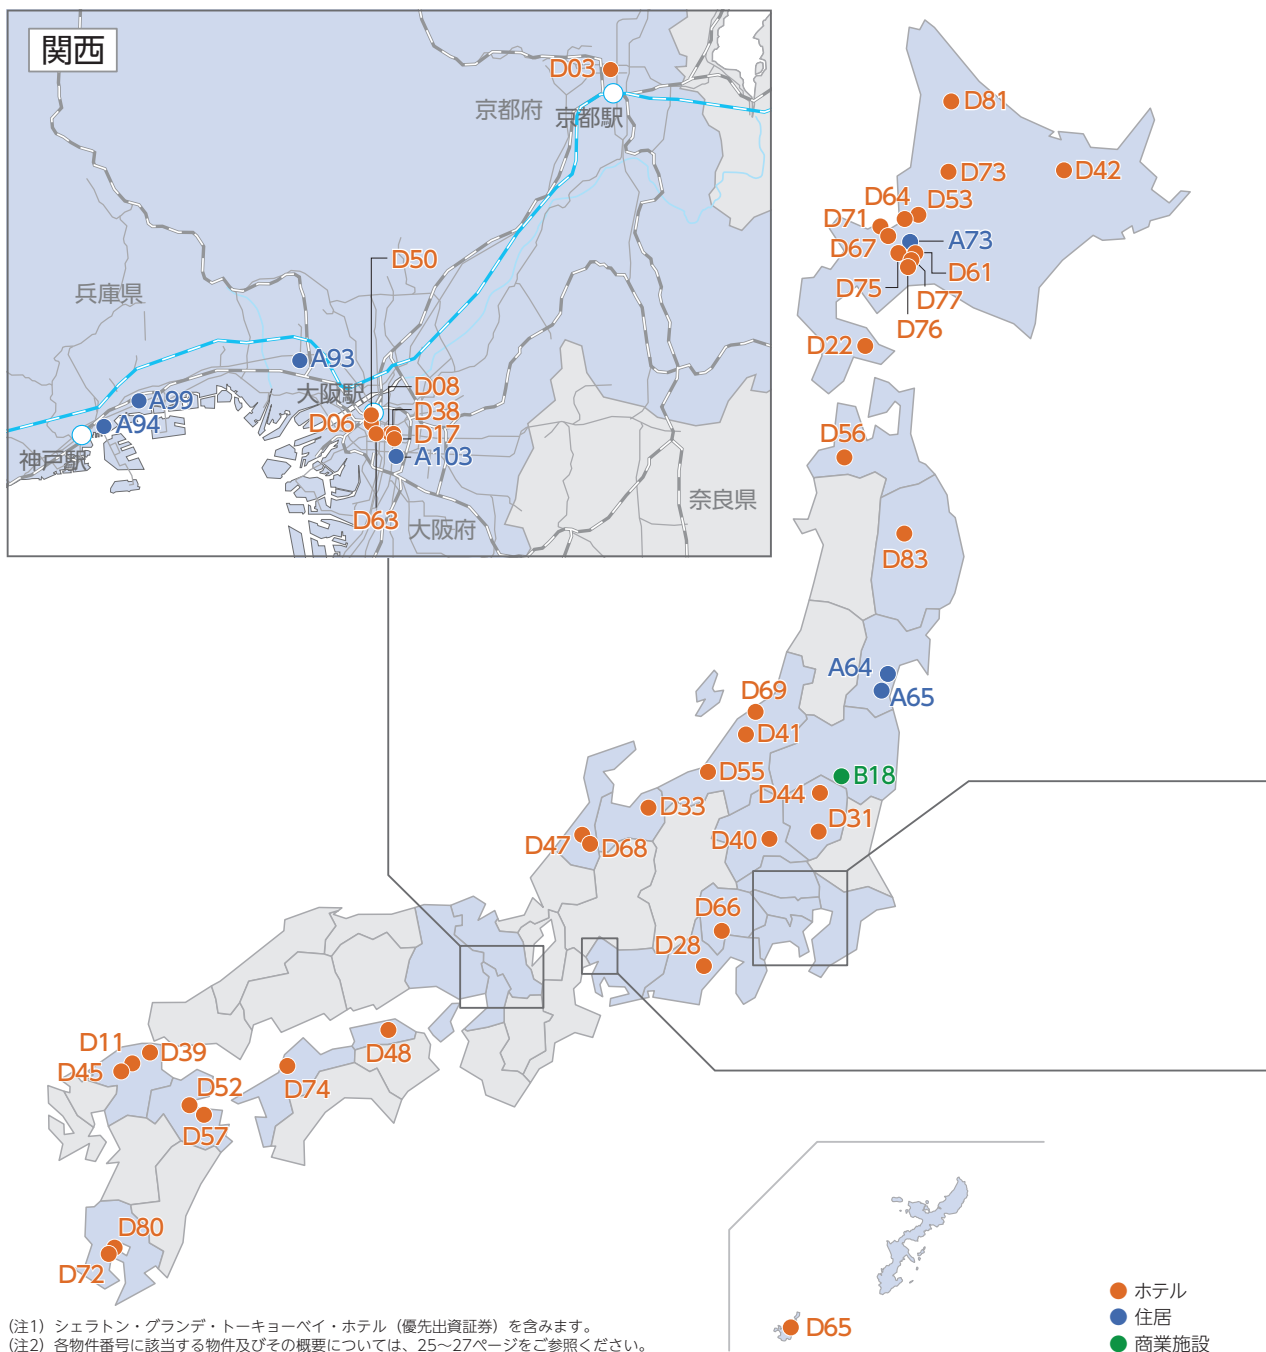 関西
D03
京都府
京都駅
D50
兵庫県
A93
大阪駅
D08
A99
D38
A94
D06
D17
神戸駅
A103
D63
大阪府
奈良県
D81
D73
D42
D64
D53
D71
D67
A73
D61
D75
D77
D76
D22
D56
D83
A64
A65
D69
D41
D55
B18
D44
D33
D31
D47
D68
D40
D66
D28
D11
D39
D45
D48
D52
D74
D57
D80
D72
D65
ホテル
住居
商業施設
(注1) シェラトン・グランデ・トーキョーベイ・ホテル（優先出資証券）を含みます。
(注2) 各物件番号に該当する物件及びその概要については、25〜27ページをご参照ください。